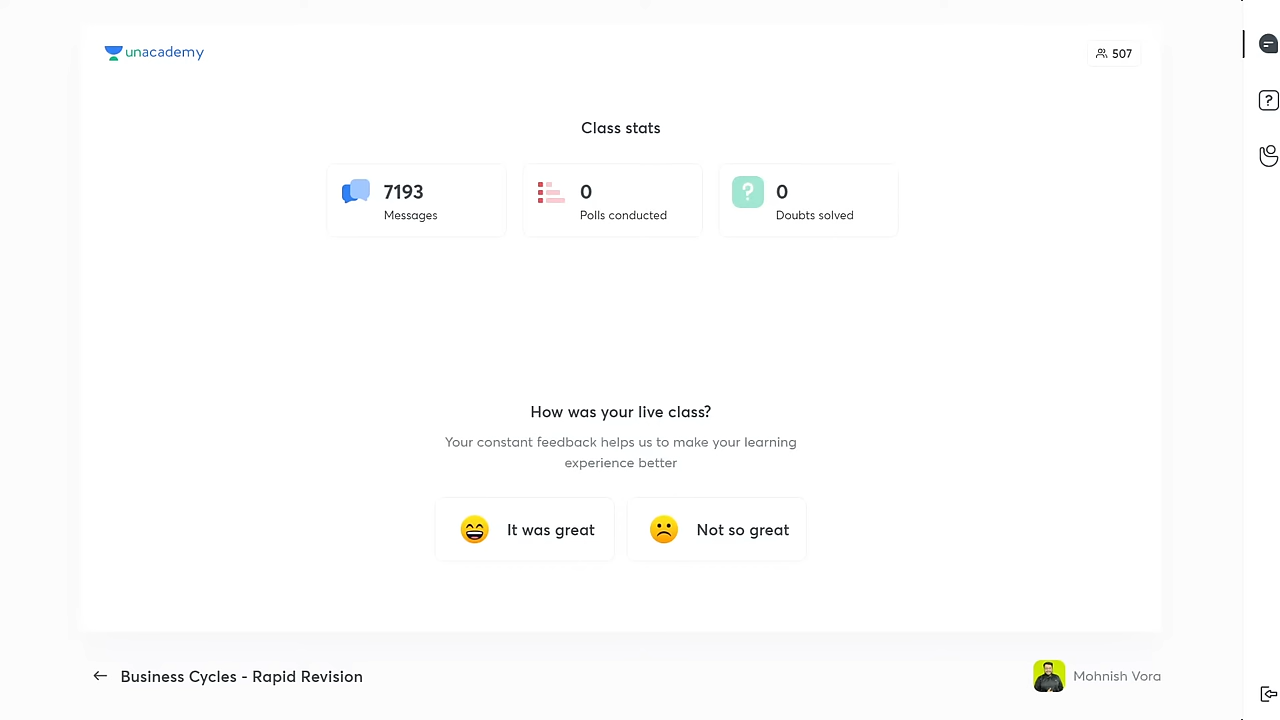 unacademy
507
Class stats
7193
Messages
0
Polls conducted
?
0
Doubts solved
?
How was your live class?
Your constant feedback helps us to make your learning
experience better
It was great
Not so great
Business Cycles - Rapid Revision
Mohnish Vora